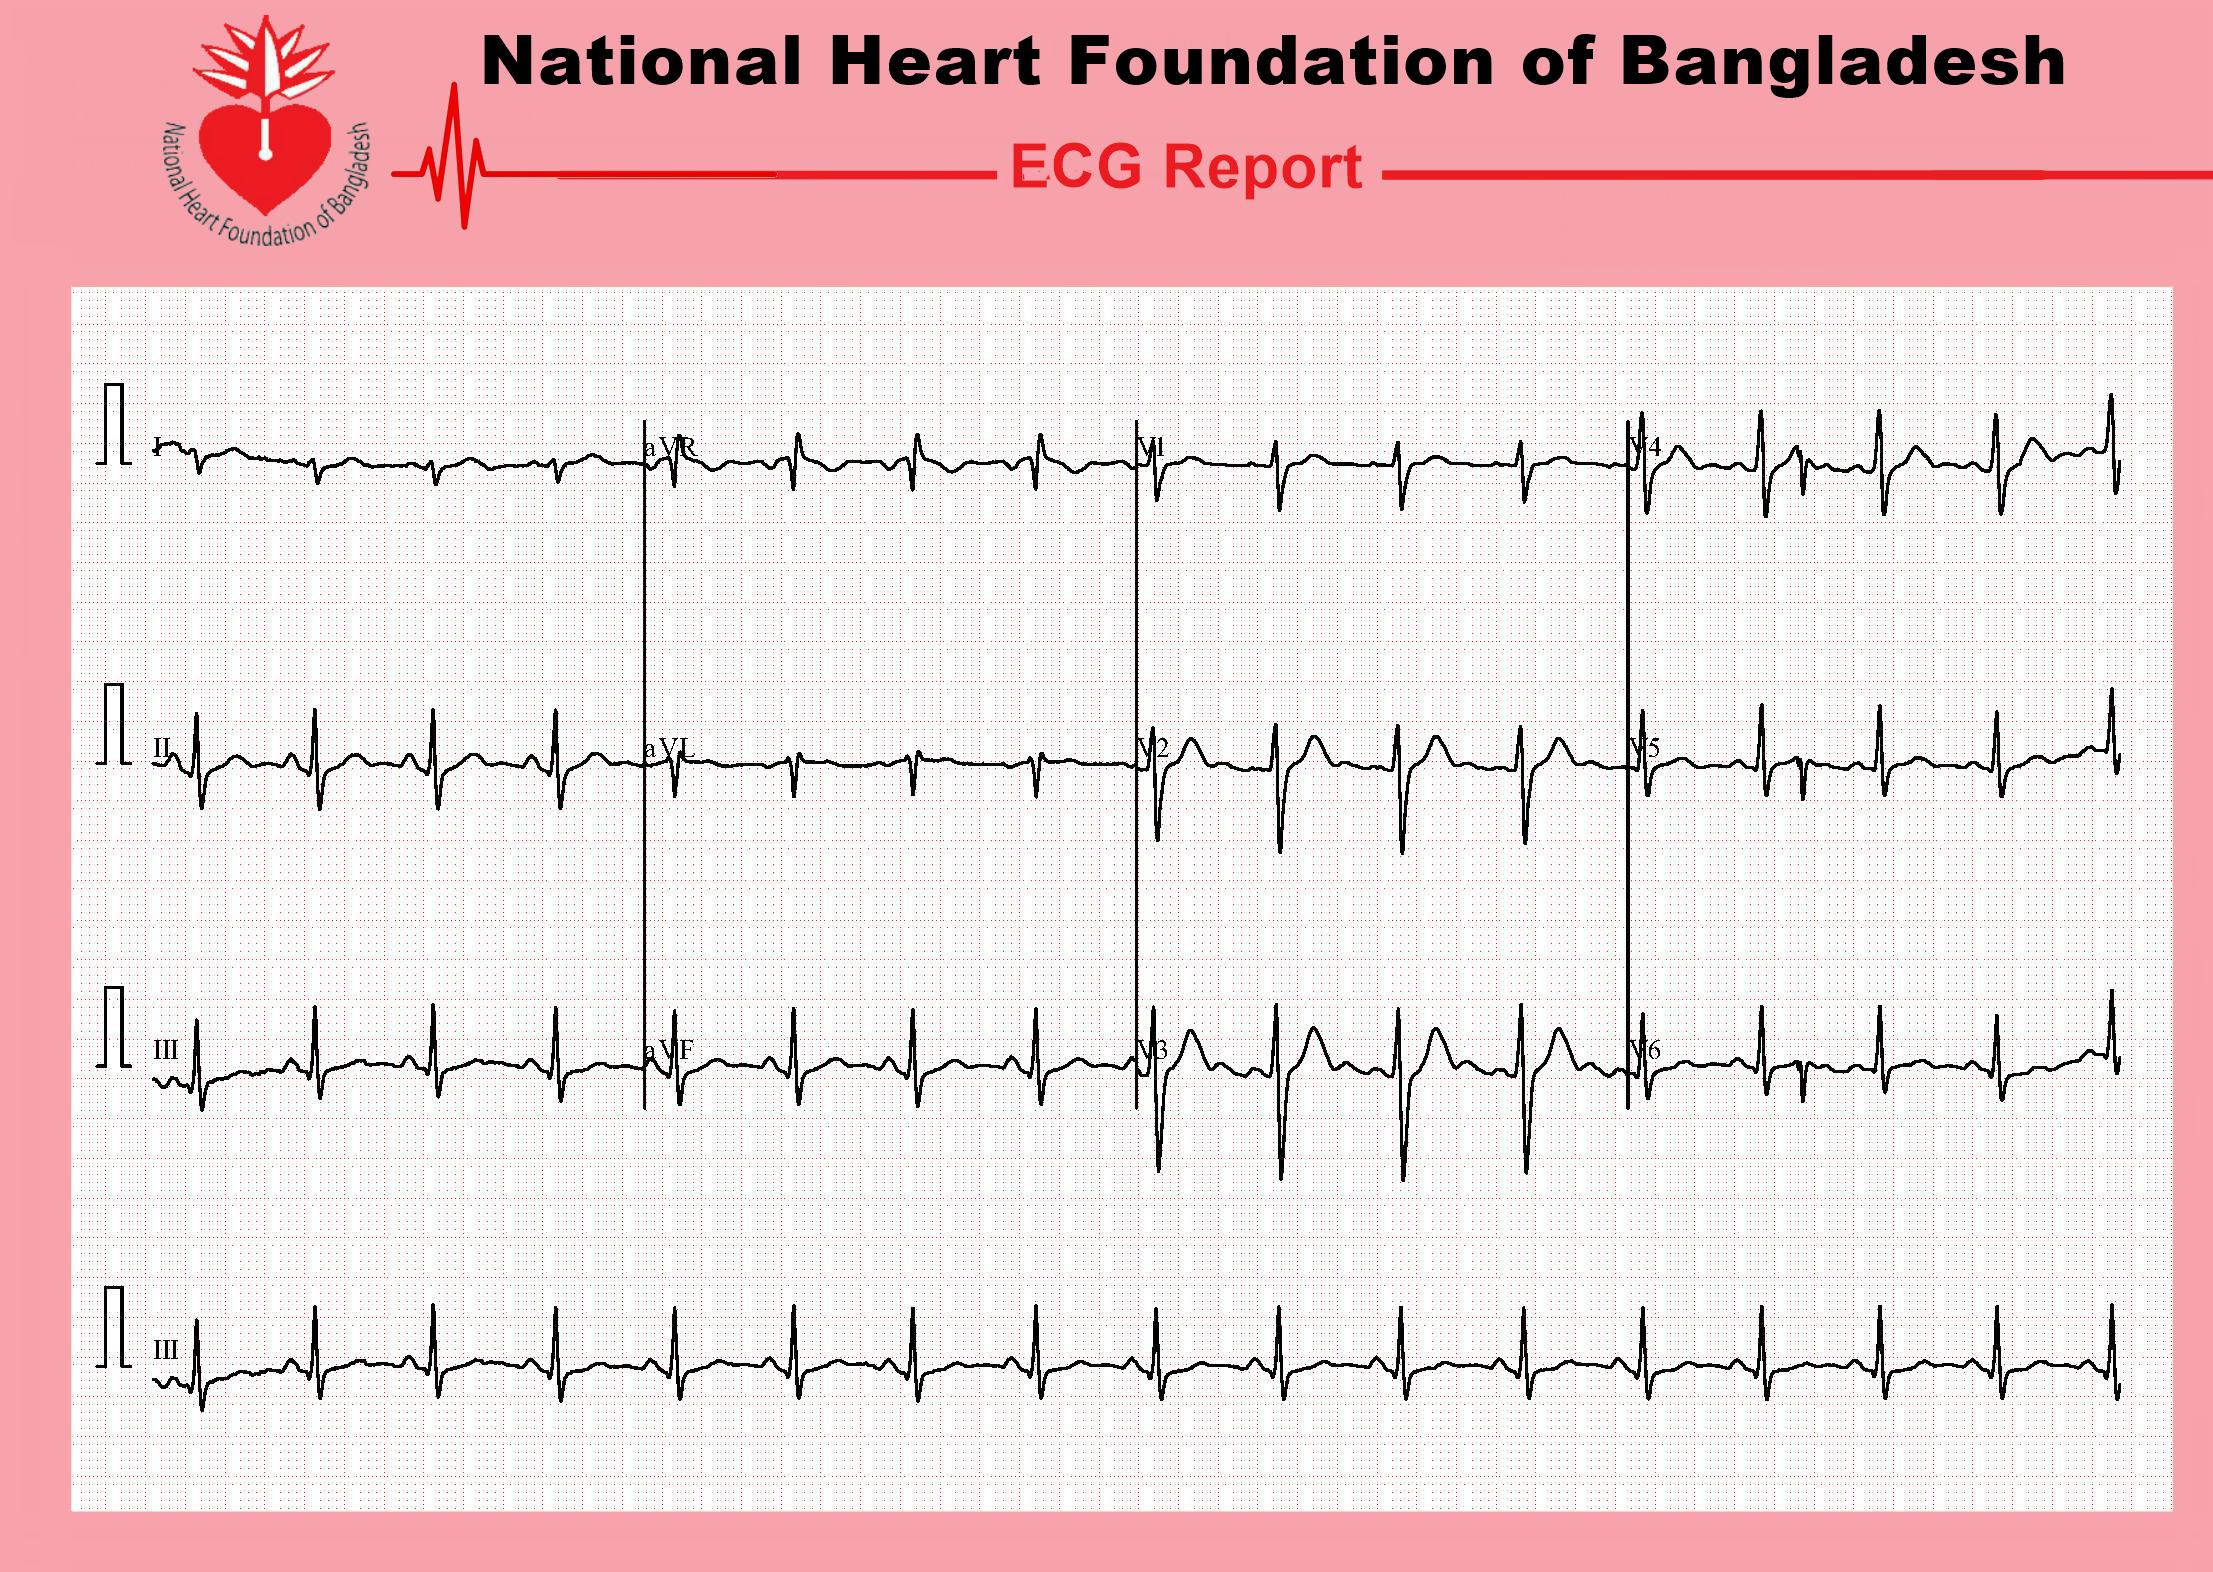 National Heart Foundation of Bangladesh
National Heart Foundation of Bangladesh
ECG Report
I
aVR
V1
V4
II
aVL
V2
V5
III
aVF
V3
V6
III